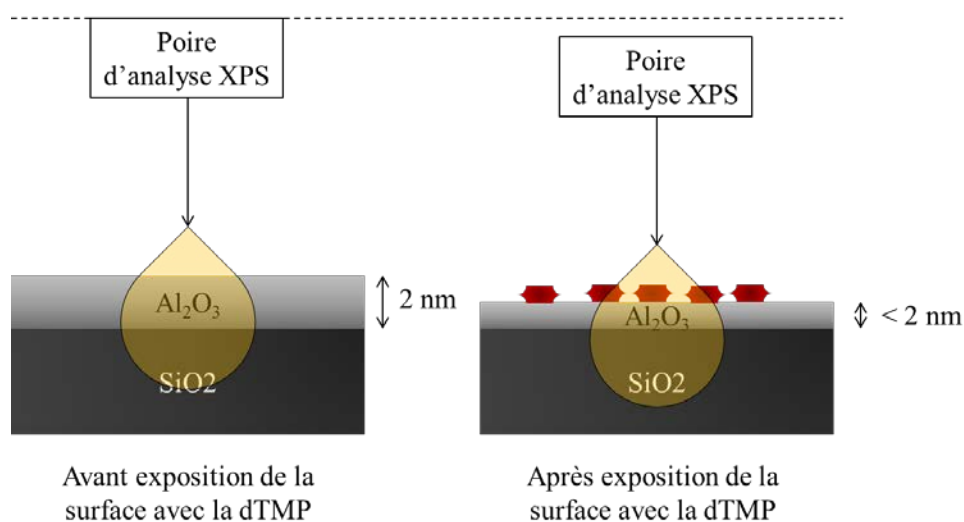 Poire
d'analyse XPS
Al₂O₃
SiO2
2 nm
Avant exposition de la
surface avec la dTMP
Poire
d'analyse XPS
Al₂O₃
SiO2
< 2 nm
Après exposition de la
surface avec la dTMP